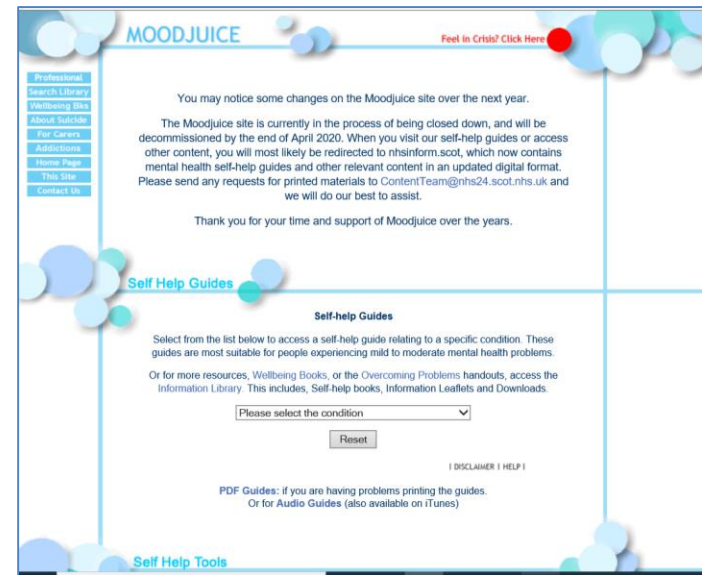 MOODJUICE
Feel in Crisis? Click Here
Professional
Search Library
Wellbeing Bks
About Suicide
For Carers
Addictions
Home Page
This Site
Contact Us
You may notice some changes on the Moodjuice site over the next year.
The Moodjuice site is currently in the process of being closed down, and will be
decommissioned by the end of April 2020. When you visit our self-help guides or access
other content, you will most likely be redirected to nhsinform.scot, which now contains
mental health self-help guides and other relevant content in an updated digital format.
Please send any requests for printed materials to ContentTeam@nhs24.scot.nhs.uk and
we will do our best to assist.
Thank you for your time and support of Moodjuice over the years.
Self Help Guides
Self-help Guides
Select from the list below to access a self-help guide relating to a specific condition. These
guides are most suitable for people experiencing mild to moderate mental health problems.
Or for more resources, Wellbeing Books, or the Overcoming Problems handouts, access the
Information Library. This includes, Self-help books, Information Leaflets and Downloads.
Please select the condition
Reset
| DISCLAIMER | HELP |
PDF Guides: if you are having problems printing the guides.
Or for Audio Guides (also available on iTunes)
Self Help Tools